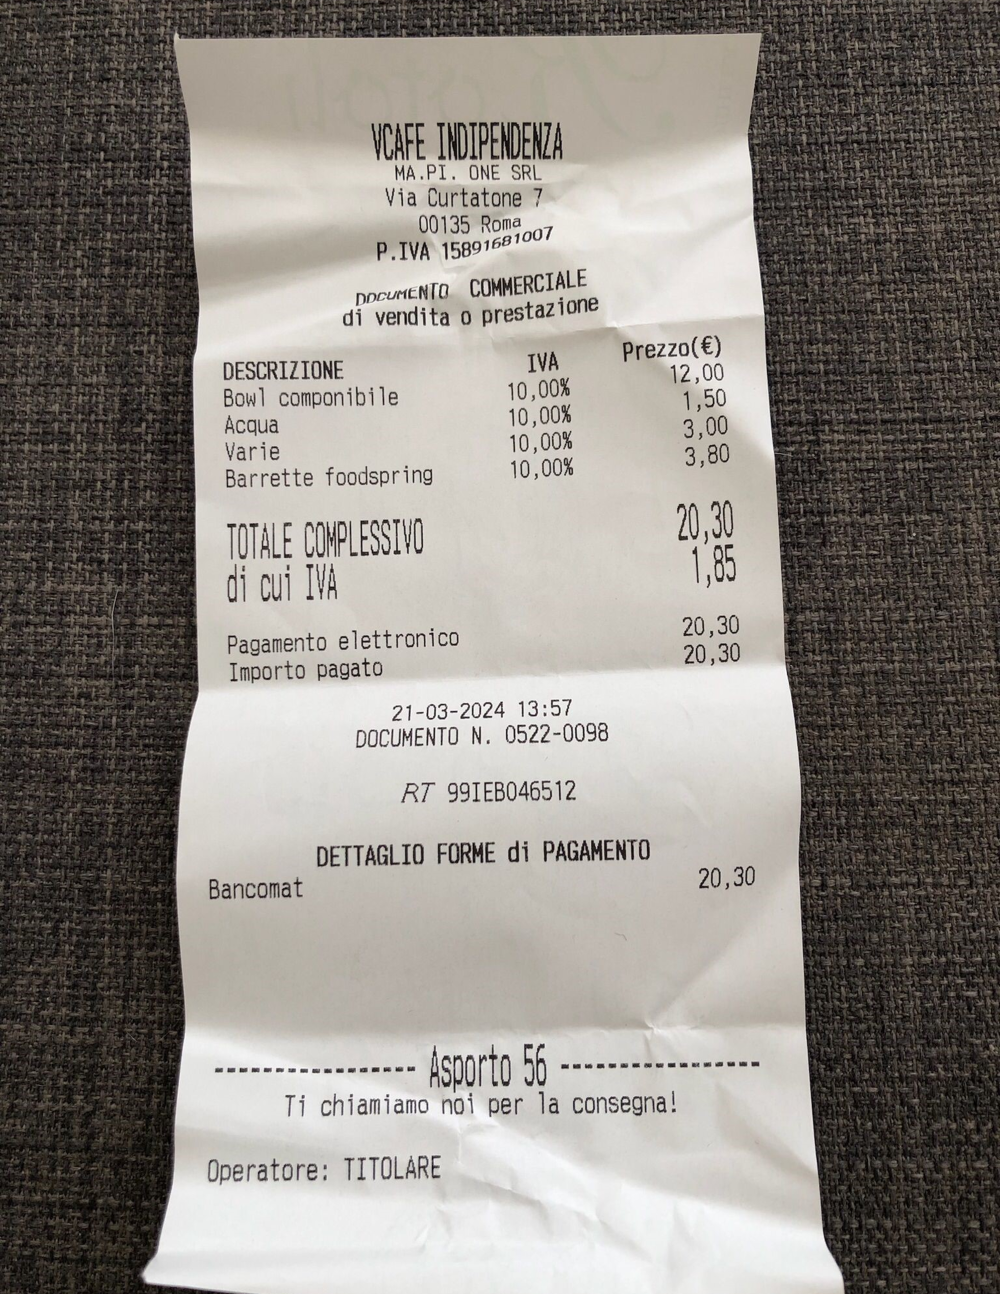 VCAFE INDIPENDENZA
MA.PI. ONE SRL
Via Curtatone 7
00135 Roma
P.IVA 15891681007
DOCUMENTO COMMERCIALE
di vendita o prestazione
DESCRIZIONE IVA Prezzo(€)
Bowl componibile 10,00% 12,00
Acqua 10,00% 1,50
Varie 10,00% 3,00
Barrette foodspring 10,00% 3,80
TOTALE COMPLESSIVO 20,30
di cui IVA 1,85
Pagamento elettronico 20,30
Importo pagato 20,30
21-03-2024 13:57
DOCUMENTO N. 0522-0098
RT 99IEB046512
DETTAGLIO FORME di PAGAMENTO
Bancomat 20,30
---------------- Asporto 56 ----------------
Ti chiamiamo noi per la consegna!
Operatore: TITOLARE